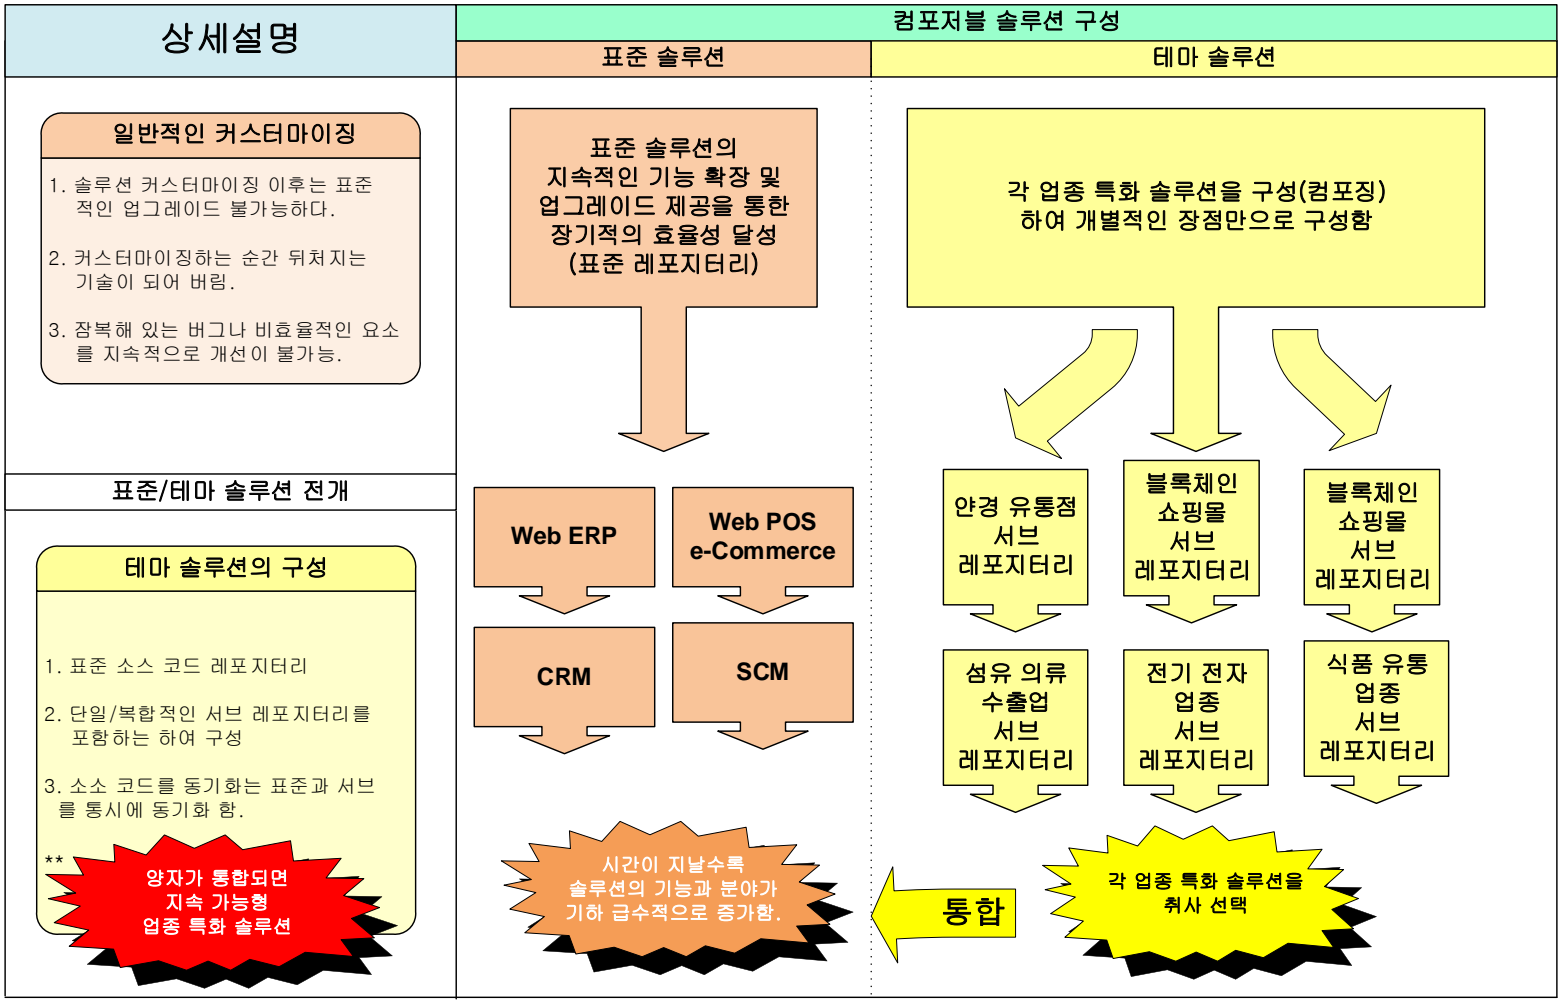 상세설명
컴포저블 솔루션 구성
표준 솔루션
테마 솔루션
일반적인 커스터마이징
1. 솔루션 커스터마이징 이후는 표준
적인 업그레이드 불가능하다.
2. 커스터마이징하는 순간 뒤처지는
기술이 되어 버림.
3. 잠복해 있는 버그나 비효율적인 요소
를 지속적으로 개선이 불가능.
표준/테마 솔루션 전개
테마 솔루션의 구성
1. 표준 소스 코드 레포지터리
2. 단일/복합적인 서브 레포지터리를
포함하는 하여 구성
3. 소소 코드를 동기화는 표준과 서브
를 통시에 동기화 함.
**
양자가 통합되면
지속 가능형
업종 특화 솔루션
표준 솔루션의
지속적인 기능 확장 및
업그레이드 제공을 통한
장기적의 효율성 달성
(표준 레포지터리)
Web ERP
Web POS
e-Commerce
CRM
SCM
시간이 지날수록
솔루션의 기능과 분야가
기하 급수적으로 증가함.
각 업종 특화 솔루션을 구성(컴포징)
하여 개별적인 장점만으로 구성함
안경 유통점
서브
레포지터리
블록체인
쇼핑몰
서브
레포지터리
블록체인
쇼핑몰
서브
레포지터리
섬유 의류
수출업
서브
레포지터리
전기 전자
업종
서브
레포지터리
식품 유통
업종
서브
레포지터리
통합
각 업종 특화 솔루션을
취사 선택